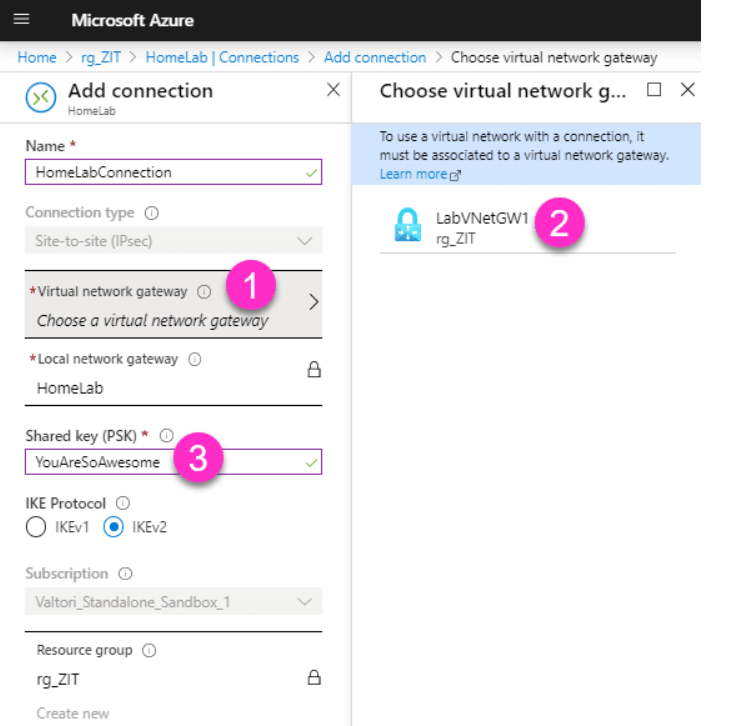 Microsoft Azure
Home > rg_ZIT > HomeLab | Connections > Add connection > Choose virtual network gateway
Add connection
HomeLab
Name *
HomeLabConnection
Connection type
Site-to-site (IPsec)
*Virtual network gateway
1
Choose a virtual network gateway
*Local network gateway
HomeLab
Shared key (PSK) *
YouAreSoAwesome
3
IKE Protocol
IKEv1 IKEv2
Subscription
Valtori_Standalone_Sandbox_1
Resource group
rg_ZIT
Create new
Choose virtual network g...
To use a virtual network with a connection, it
must be associated to a virtual network gateway.
Learn more
LabVNetGW1
2
rg_ZIT